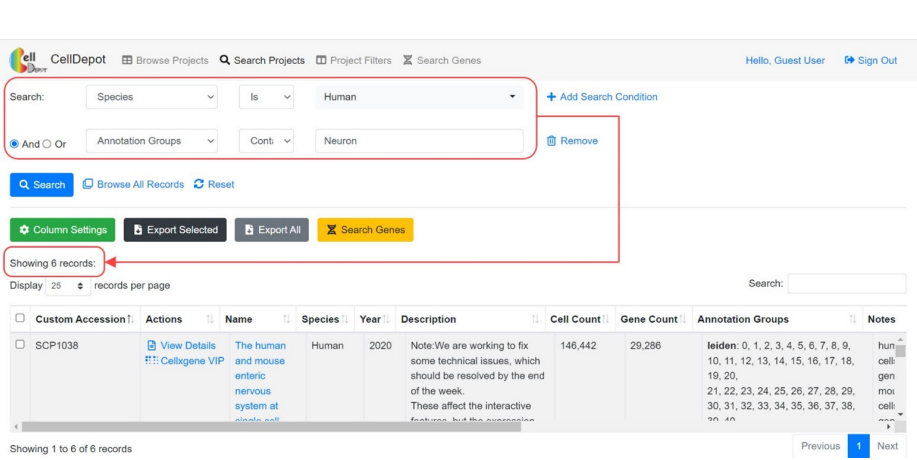 Cell Depot CellDepot Browse Projects Search Projects Project Filters Search Genes Hello, Guest User Sign Out
Search: Species Is Human + Add Search Condition
And Or Annotation Groups Neuron Remove
Search Browse All Records Reset
Column Settings Export Selected Export All Search Genes
Showing 6 records:
Display 25 records per page Search:
Custom Accession Actions Name Species Year Description Cell Count Gene Count Annotation Groups Notes
SCP1038 View Details The human Human 2020 Note:We are working to fix 146,442 29,286 leiden: 0, 1, 2, 3, 4, 5, 6, 7, 8, 9,
Cellxgene VIP and mouse some technical issues, which 10, 11, 12, 13, 14, 15, 16, 17, 18,
enteric should be resolved by the end 19, 20,
nervous of the week. 21, 22, 23, 24, 25, 26, 27, 28, 29,
system at These affect the interactive 30, 31, 32, 33, 34, 35, 36, 37, 38,
Showing 1 to 6 of 6 records Previous 1 Next